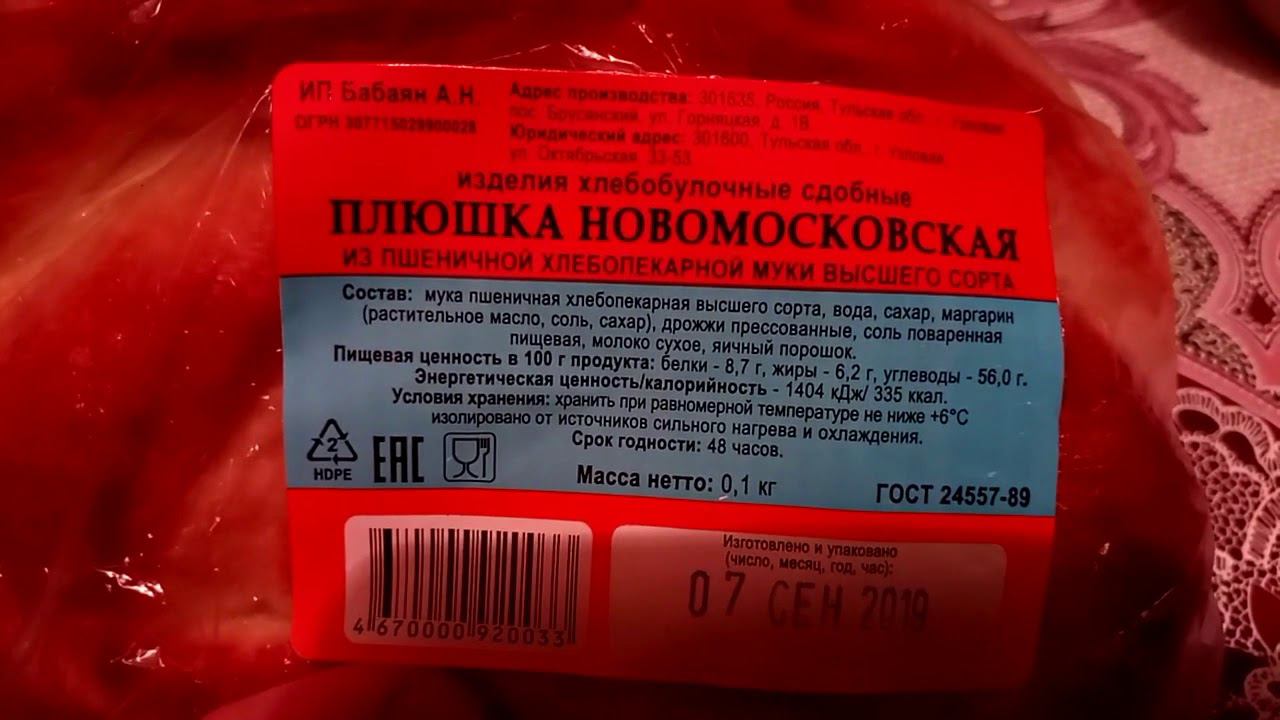 ИП Бабаян А.Н.
ОГРН 307715029900028
Адрес производства: 301635, Россия, Тульская обл., г. Узловая,
пос. Брусянский, ул. Горняцкая, д. 1В
Юридический адрес: 301600, Тульская обл., г. Узловая,
ул. Октябрьская, 33-53
изделия хлебобулочные сдобные
ПЛЮШКА НОВОМОСКОВСКАЯ
ИЗ ПШЕНИЧНОЙ ХЛЕБОПЕКАРНОЙ МУКИ ВЫСШЕГО СОРТА
Состав: мука пшеничная хлебопекарная высшего сорта, вода, сахар, маргарин
(растительное масло, соль, сахар), дрожжи прессованные, соль поваренная
пищевая, молоко сухое, яичный порошок.
Пищевая ценность в 100 г продукта: белки - 8,7 г, жиры - 6,2 г, углеводы - 56,0 г.
Энергетическая ценность/калорийность - 1404 кДж/ 335 ккал.
Условия хранения: хранить при равномерной температуре не ниже +6°С
изолировано от источников сильного нагрева и охлаждения.
Срок годности: 48 часов.
2
HDPE
ЕАС
Масса нетто: 0,1 кг
ГОСТ 24557-89
4 670000 920033
Изготовлено и упаковано
(число, месяц, год, час):
07 СЕН 2019